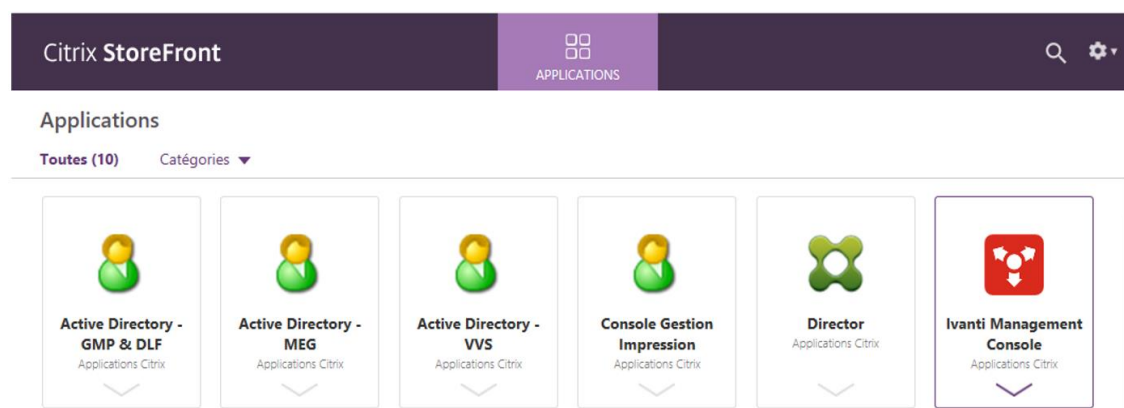 Citrix StoreFront
APPLICATIONS
Applications
Toutes (10) Catégories
Active Directory -
GMP & DLF
Applications Citrix
Active Directory -
MEG
Applications Citrix
Active Directory -
VVS
Applications Citrix
Console Gestion
Impression
Applications Citrix
Director
Applications Citrix
Ivanti Management
Console
Applications Citrix